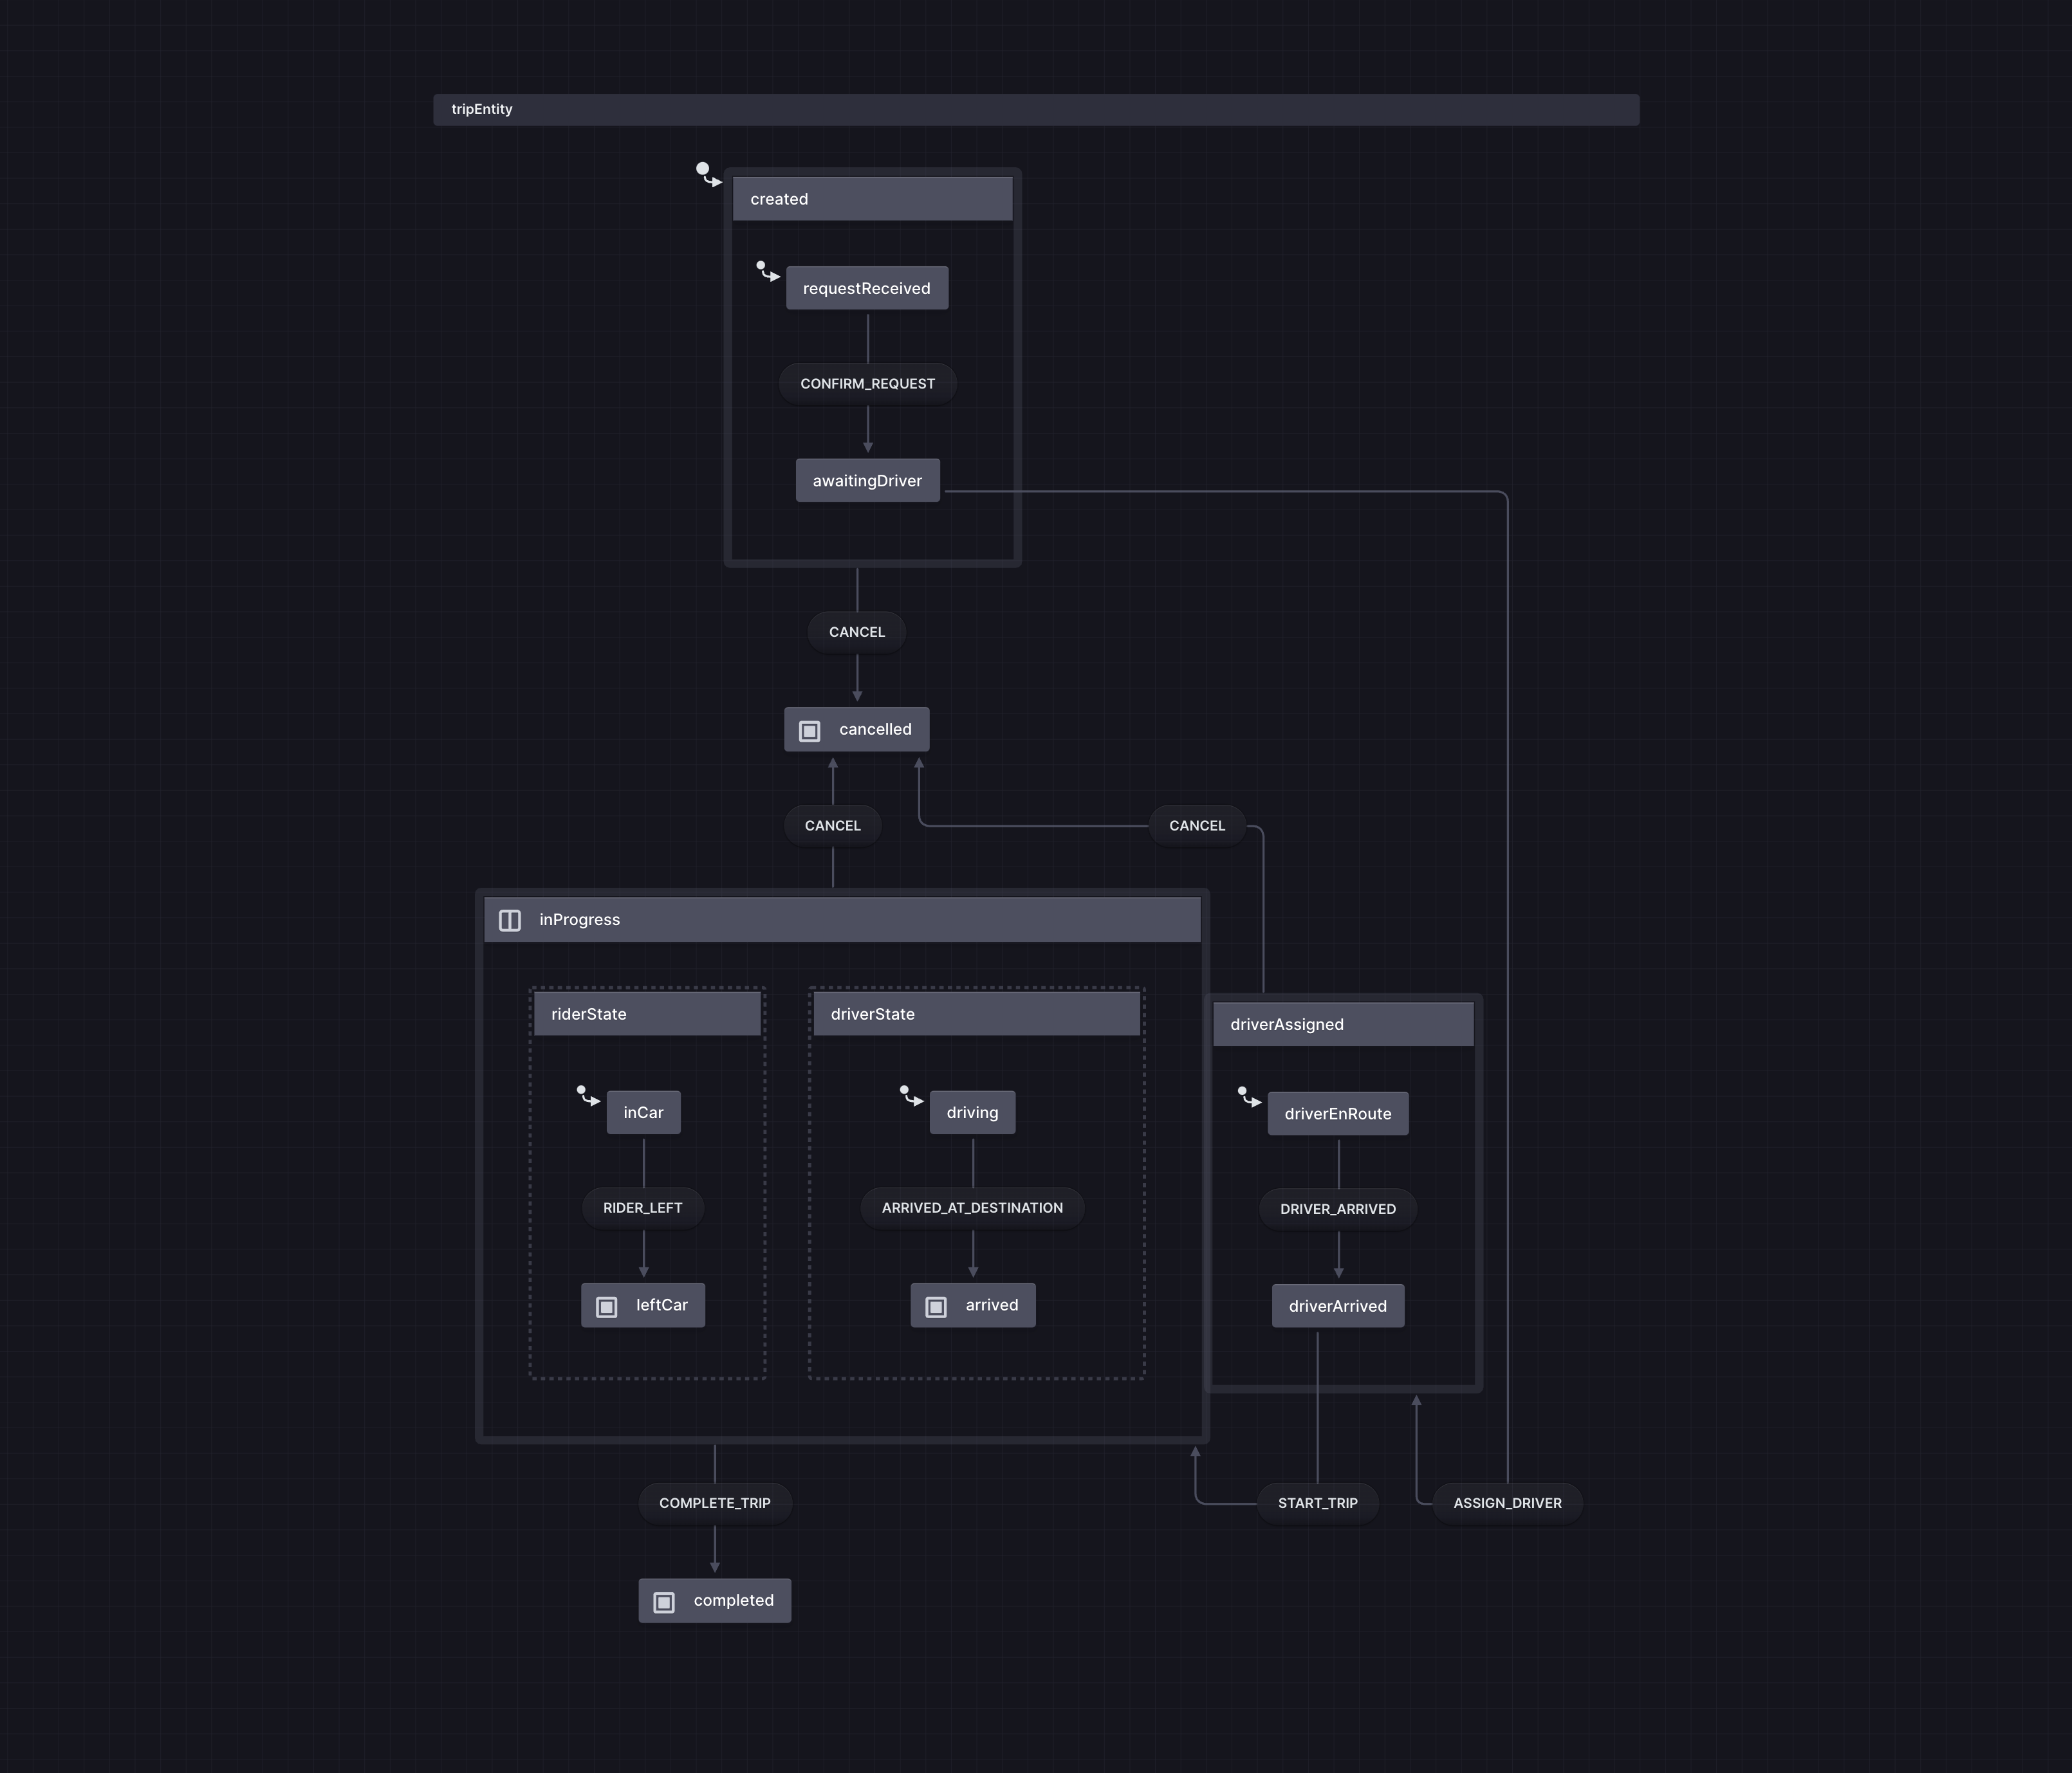 tripEntity
created
requestReceived
CONFIRM_REQUEST
awaitingDriver
CANCEL
cancelled
CANCEL
CANCEL
inProgress
riderState
driverState
driverAssigned
inCar
driving
driverEnRoute
RIDER_LEFT
ARRIVED_AT_DESTINATION
DRIVER_ARRIVED
leftCar
arrived
driverArrived
COMPLETE_TRIP
START_TRIP
ASSIGN_DRIVER
completed